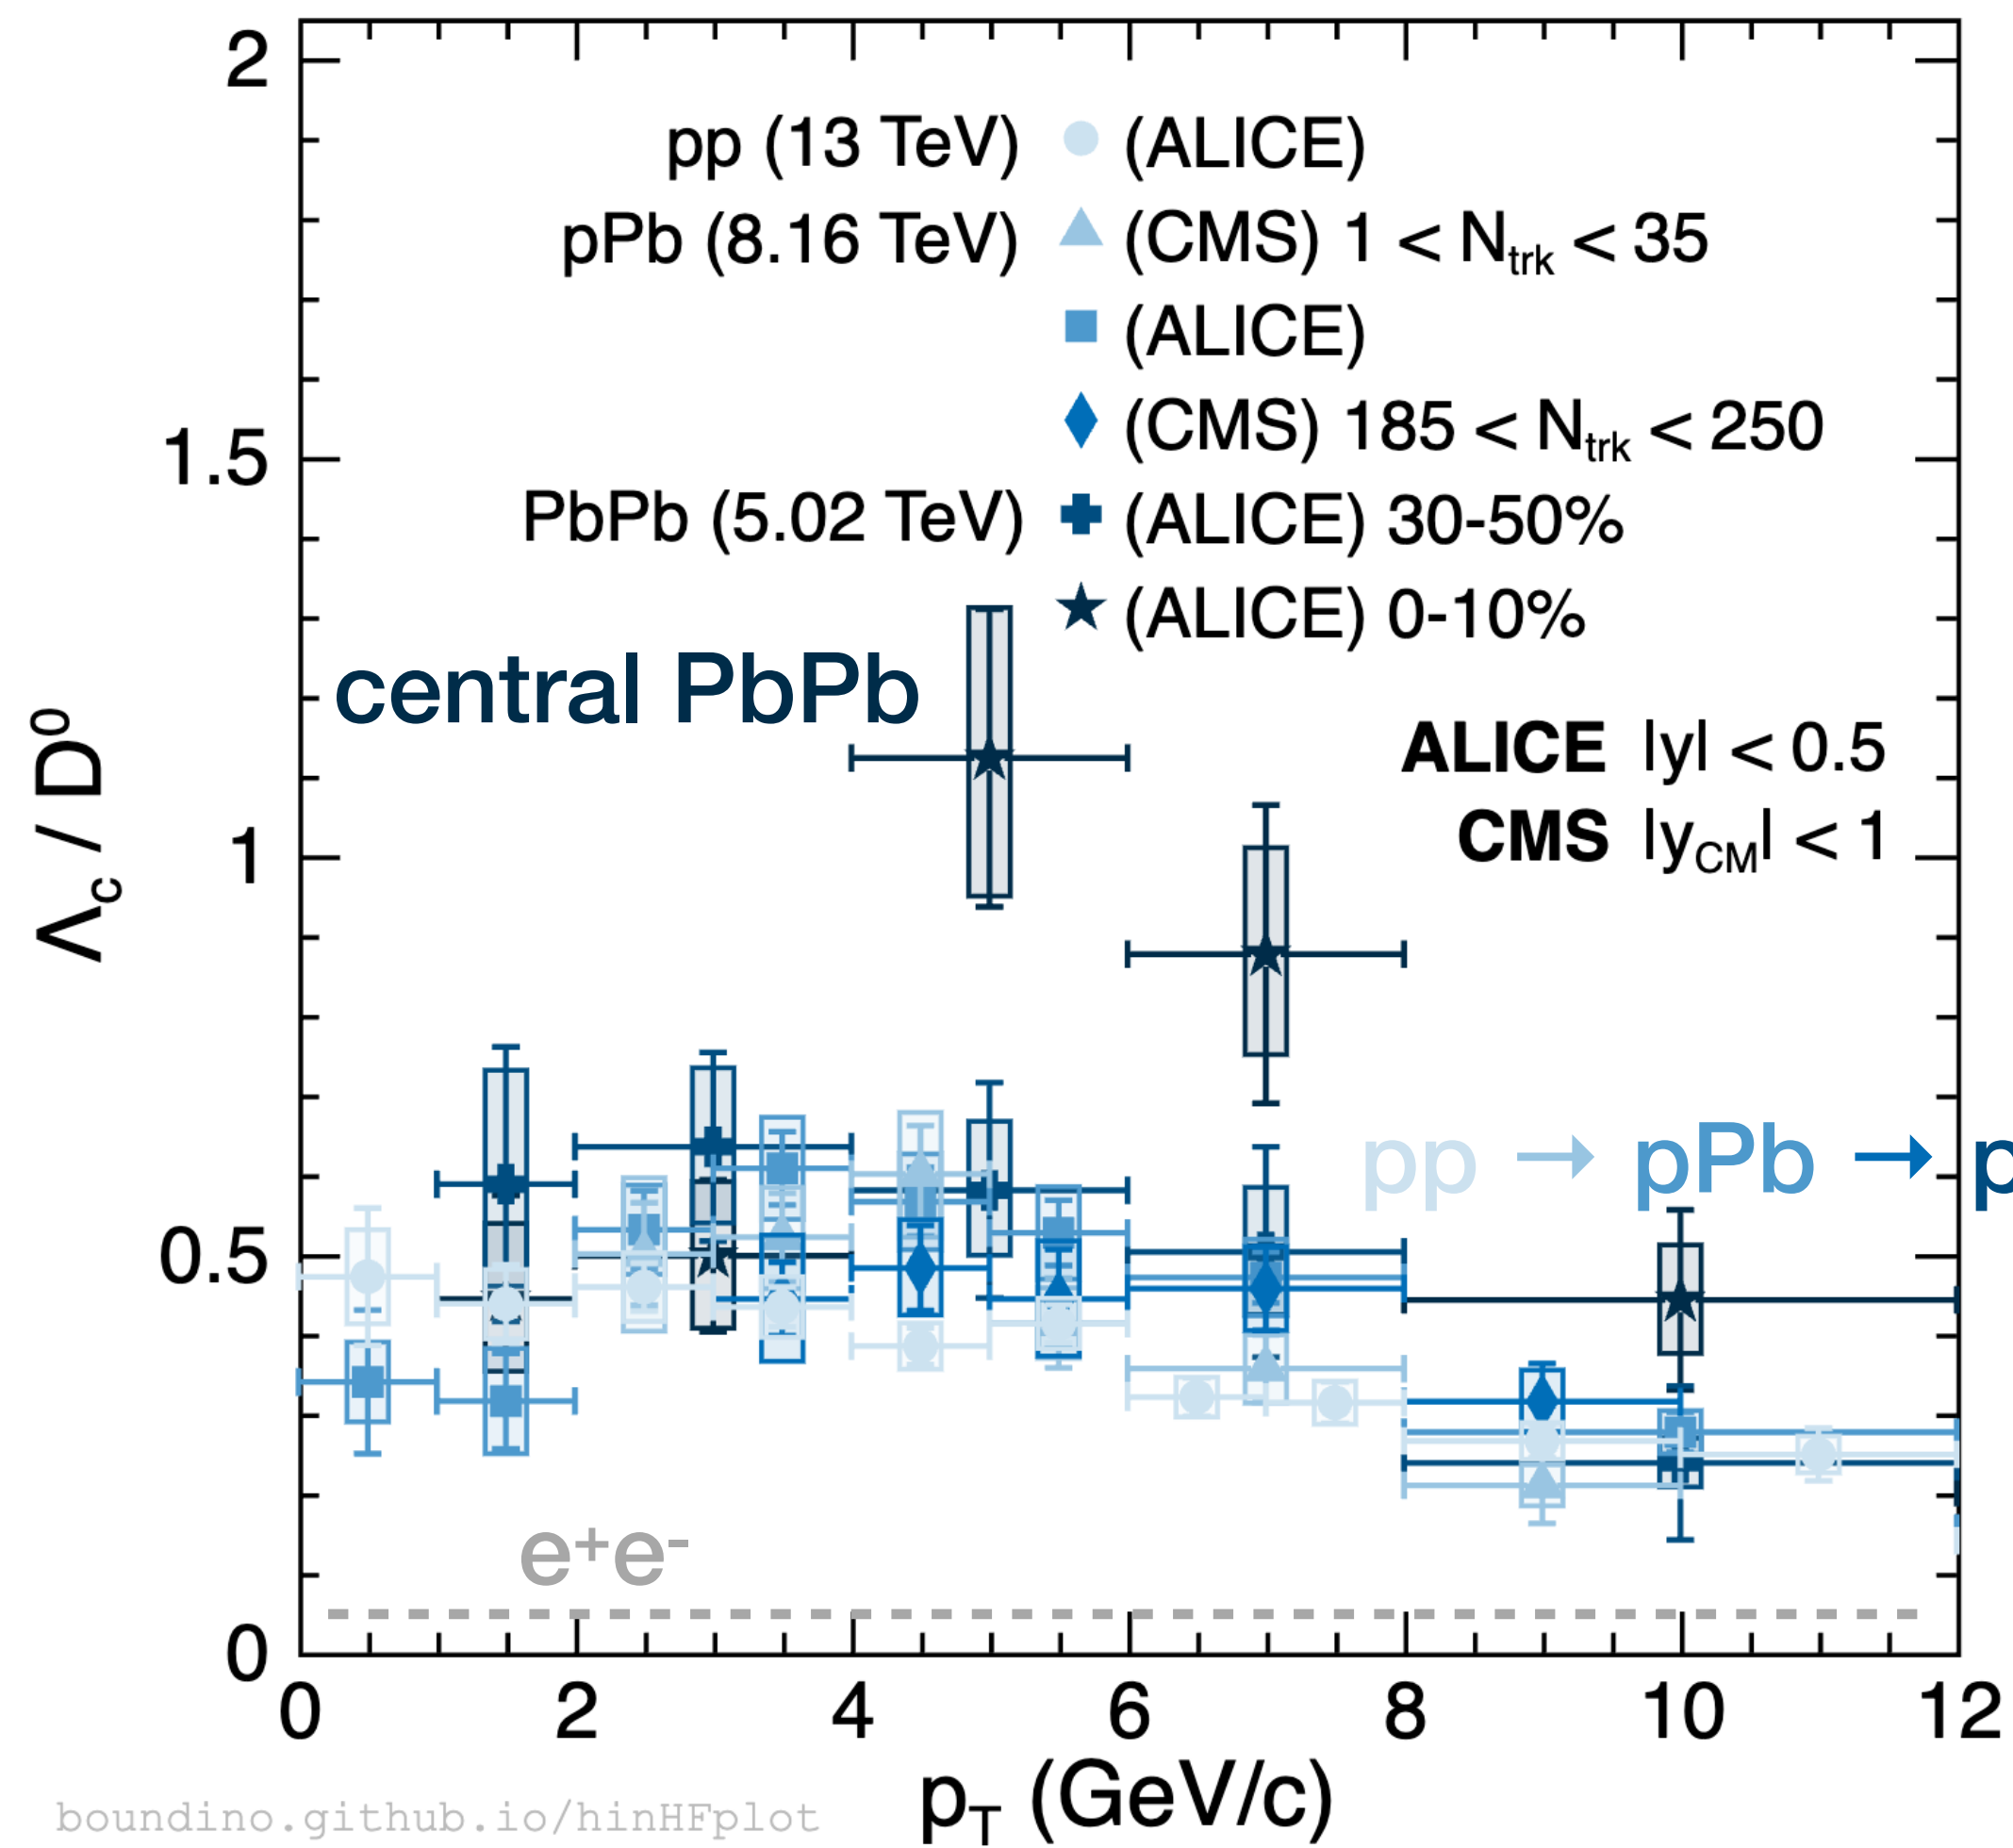 2
pp (13 TeV) (ALICE)
pPb (8.16 TeV) (CMS) 1 < Ntrk < 35
(ALICE)
1.5
(CMS) 185 < Ntrk < 250
PbPb (5.02 TeV) (ALICE) 30-50%
(ALICE) 0-10%
central PbPb
ALICE |y| < 0.5
CMS |yCM| < 1
Λc / D0
1
pp → pPb → p
0.5
e+e-
0
0 2 4 6 8 10 12
pT (GeV/c)
boundino.github.io/hinHFplot